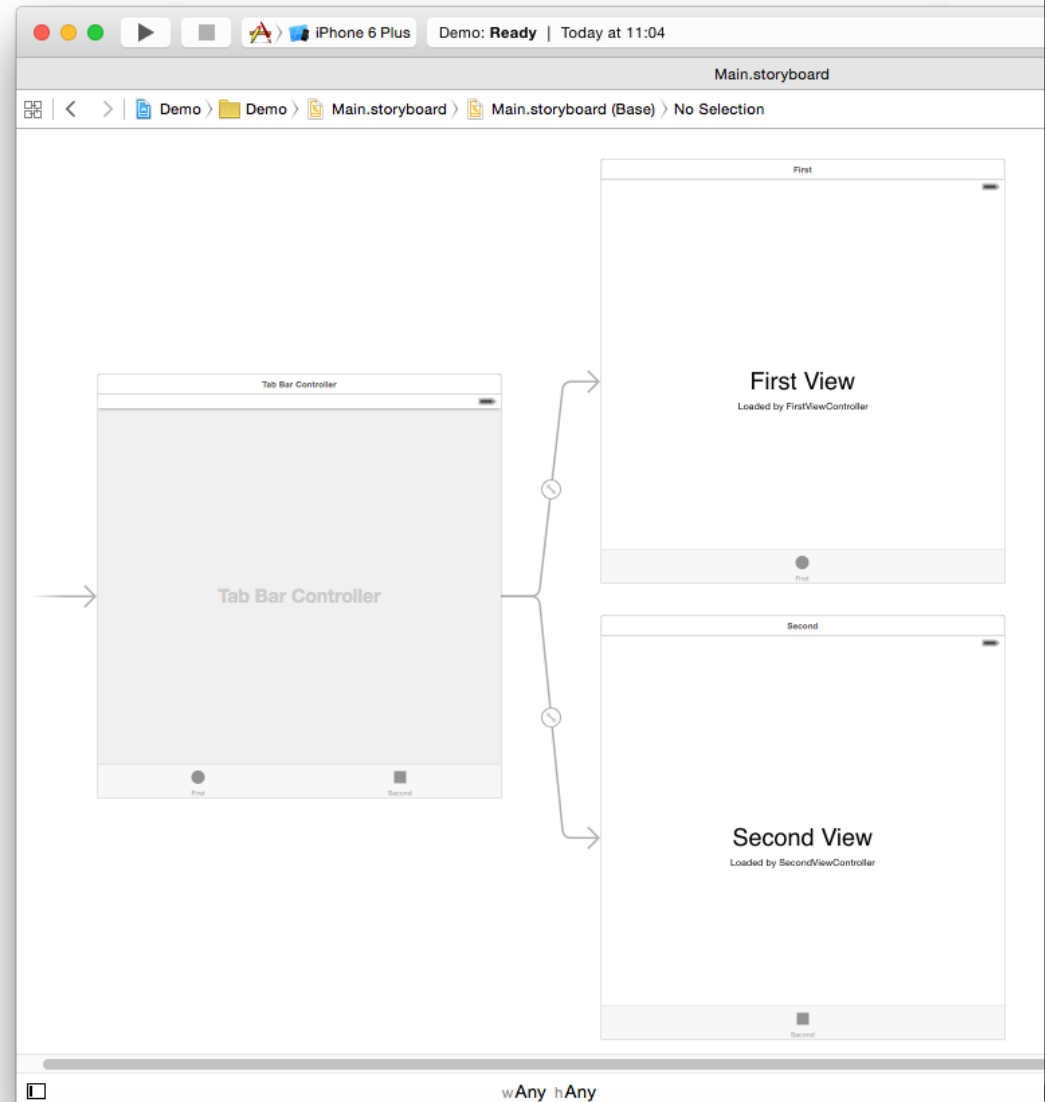 iPhone 6 Plus
Demo: Ready | Today at 11:04
Main.storyboard
Demo Demo Main.storyboard Main.storyboard (Base) No Selection
First
First View
Loaded by FirstViewController
First
Tab Bar Controller
Tab Bar Controller
First Second
Second
Second View
Loaded by SecondViewController
Second
wAny hAny